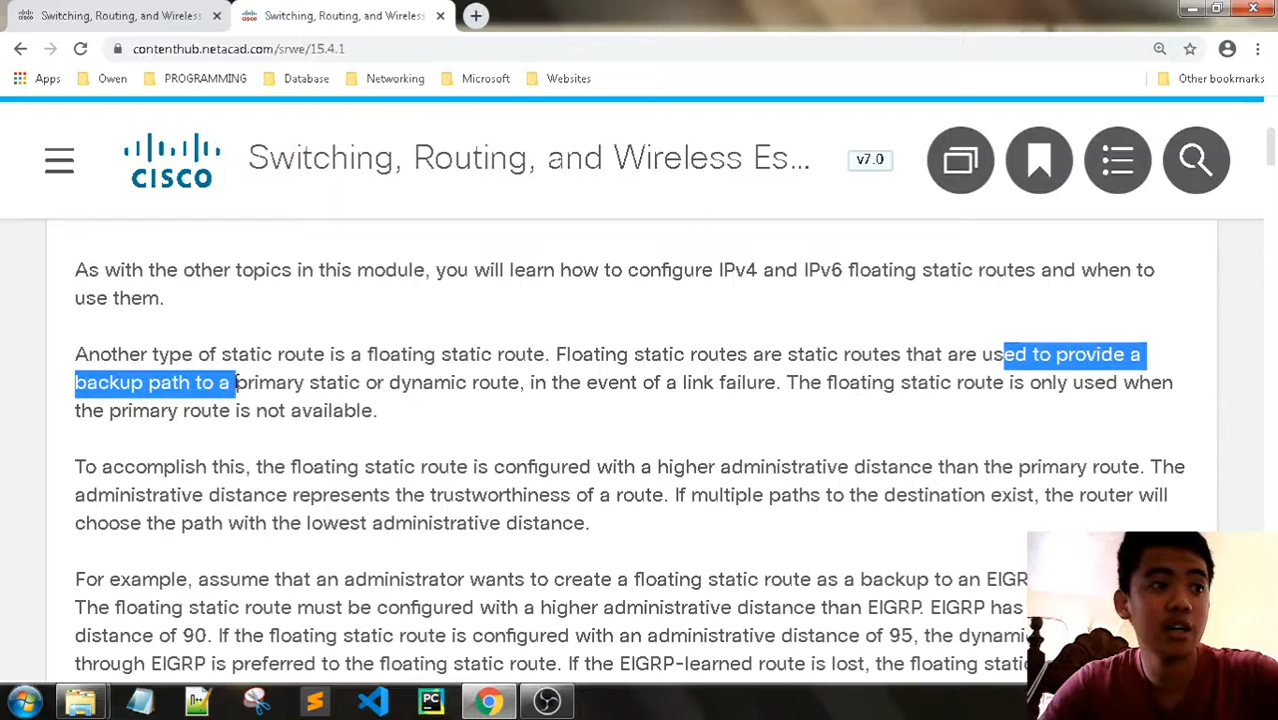 Switching, Routing, and Wireless
Switching, Routing, and Wireless
contenthub.netacad.com/srwe/15.4.1
Apps
Owen
PROGRAMMING
Database
Networking
Microsoft
Websites
Other bookmarks
CISCO
Switching, Routing, and Wireless Es...
v7.0
As with the other topics in this module, you will learn how to configure IPv4 and IPv6 floating static routes and when to
use them.
Another type of static route is a floating static route. Floating static routes are static routes that are used to provide a
backup path to a primary static or dynamic route, in the event of a link failure. The floating static route is only used when
the primary route is not available.
To accomplish this, the floating static route is configured with a higher administrative distance than the primary route. The
administrative distance represents the trustworthiness of a route. If multiple paths to the destination exist, the router will
choose the path with the lowest administrative distance.
For example, assume that an administrator wants to create a floating static route as a backup to an EIGR
The floating static route must be configured with a higher administrative distance than EIGRP. EIGRP has
distance of 90. If the floating static route is configured with an administrative distance of 95, the dynami
through EIGRP is preferred to the floating static route. If the EIGRP-learned route is lost, the floating stati
PC